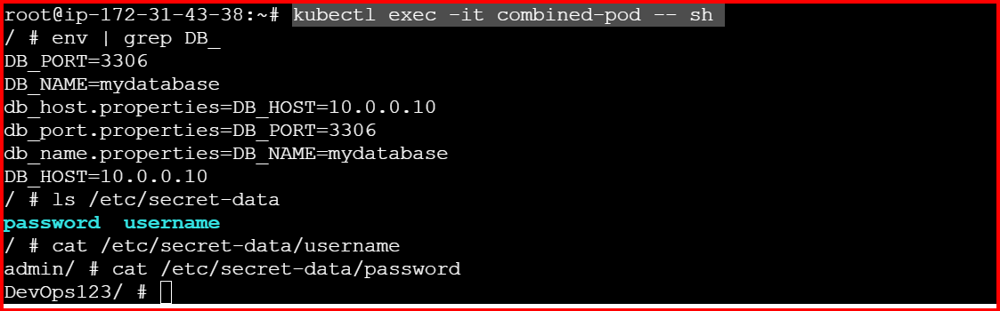 root@ip-172-31-43-38:~# kubectl exec -it combined-pod -- sh
/ # env | grep DB_
DB_PORT=3306
DB_NAME=mydatabase
db_host.properties=DB_HOST=10.0.0.10
db_port.properties=DB_PORT=3306
db_name.properties=DB_NAME=mydatabase
DB_HOST=10.0.0.10
/ # ls /etc/secret-data
password  username
/ # cat /etc/secret-data/username
admin/ # cat /etc/secret-data/password
DevOps123/ #